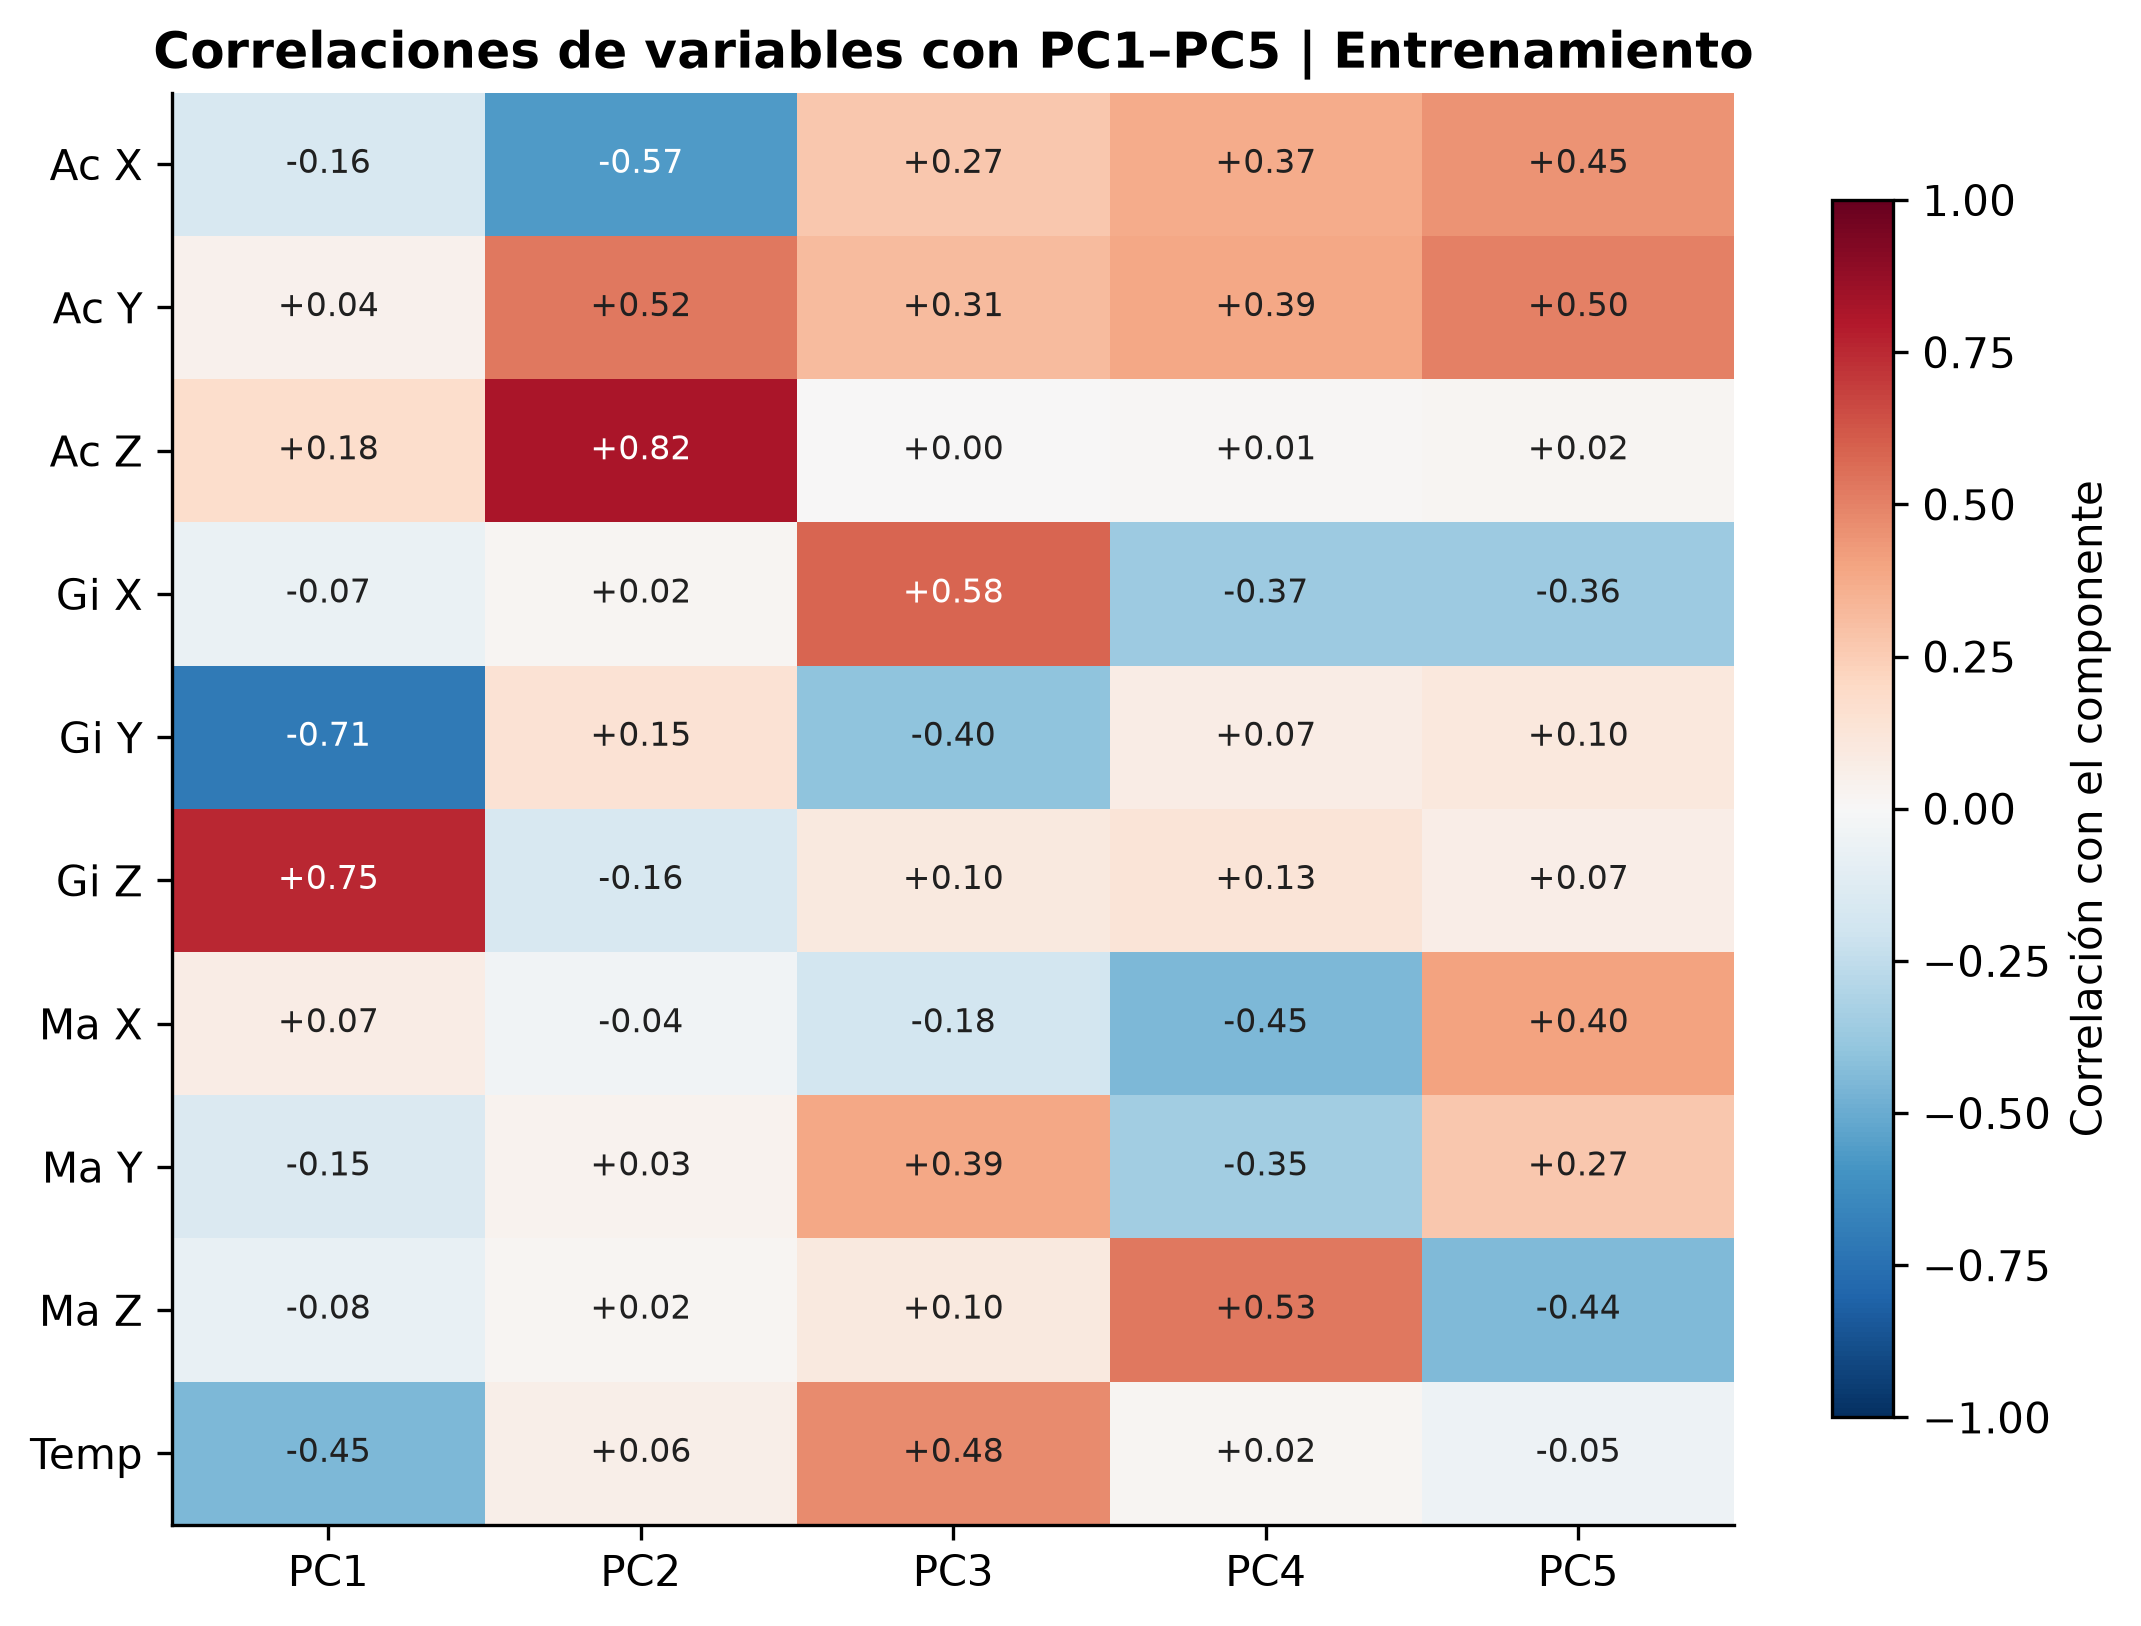 Correlaciones de variables con PC1–PC5 | Entrenamiento
Ac X -0.16 -0.57 +0.27 +0.37 +0.45
Ac Y +0.04 +0.52 +0.31 +0.39 +0.50
Ac Z +0.18 +0.82 +0.00 +0.01 +0.02
Gi X -0.07 +0.02 +0.58 -0.37 -0.36
Gi Y -0.71 +0.15 -0.40 +0.07 +0.10
Gi Z +0.75 -0.16 +0.10 +0.13 +0.07
Ma X +0.07 -0.04 -0.18 -0.45 +0.40
Ma Y -0.15 +0.03 +0.39 -0.35 +0.27
Ma Z -0.08 +0.02 +0.10 +0.53 -0.44
Temp -0.45 +0.06 +0.48 +0.02 -0.05
PC1 PC2 PC3 PC4 PC5
1.00
0.75
0.50
0.25
0.00
−0.25
−0.50
−0.75
−1.00
Correlación con el componente